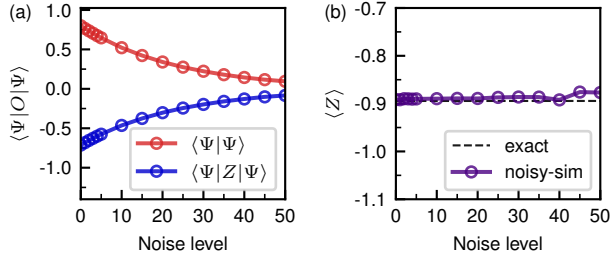 (a)
⟨Ψ|O|Ψ⟩
1.0
0.5
0.0
-0.5
-1.0
⟨Ψ|Ψ⟩
⟨Ψ|Z|Ψ⟩
0 10 20 30 40 50
Noise level
(b)
⟨Z⟩
-0.7
-0.8
-0.9
-1.0
-1.1
exact
noisy-sim
0 10 20 30 40 50
Noise level